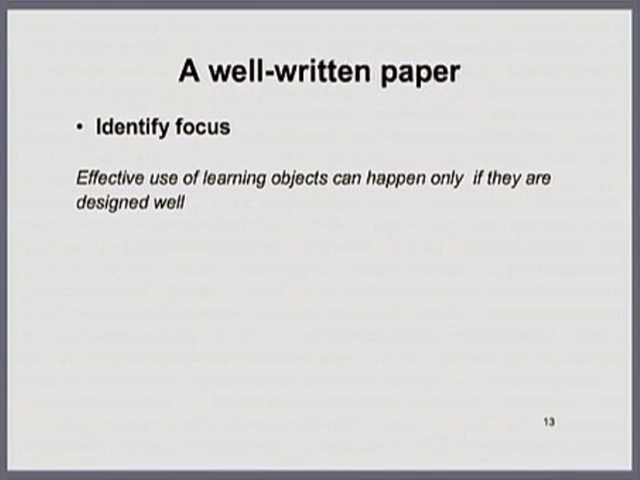 A well-written paper
• Identify focus
Effective use of learning objects can happen only if they are
designed well
13